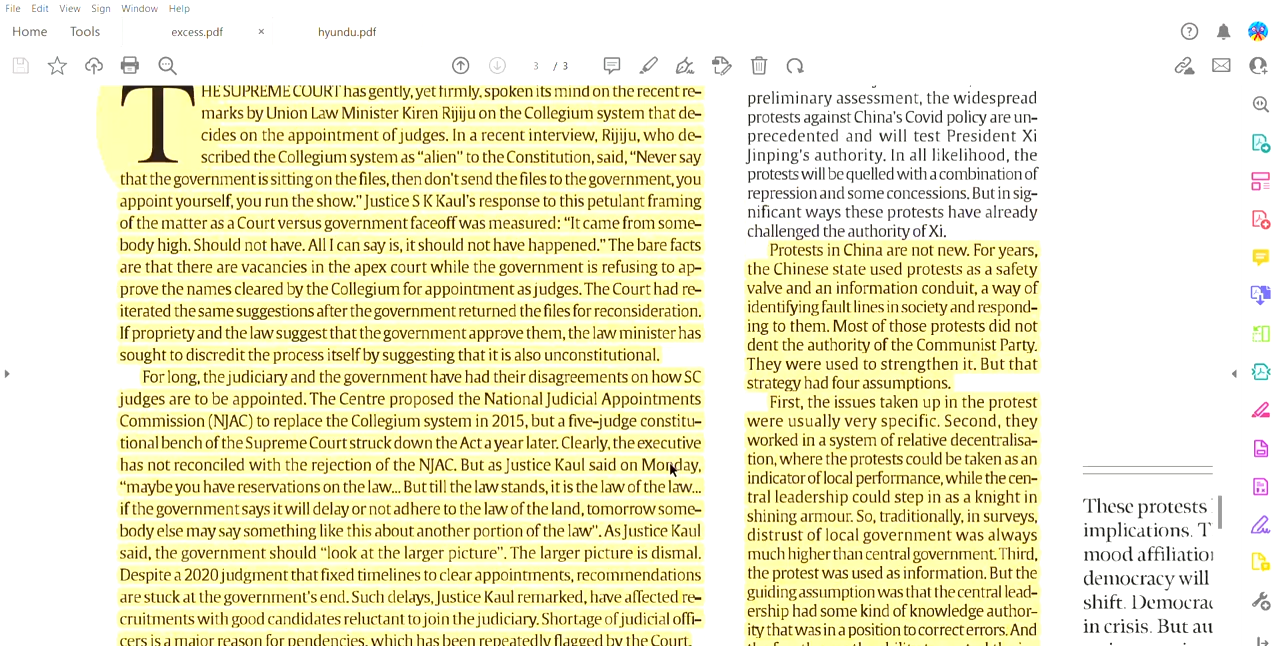 File Edit View Sign Window Help
Home Tools excess.pdf × hyundu.pdf
3 / 3
THE SUPREME COURT has gently, yet firmly, spoken its mind on the recent re-
marks by Union Law Minister Kiren Rijiju on the Collegium system that de-
cides on the appointment of judges. In a recent interview, Rijiju, who de-
scribed the Collegium system as “alien” to the Constitution, said, “Never say
that the government is sitting on the files, then don't send the files to the government, you
appoint yourself, you run the show.” Justice S K Kaul's response to this petulant framing
of the matter as a Court versus government faceoff was measured: “It came from some-
body high. Should not have. All I can say is, it should not have happened.” The bare facts
are that there are vacancies in the apex court while the government is refusing to ap-
prove the names cleared by the Collegium for appointment as judges. The Court had re-
iterated the same suggestions after the government returned the files for reconsideration.
If propriety and the law suggest that the government approve them, the law minister has
sought to discredit the process itself by suggesting that it is also unconstitutional.
For long, the judiciary and the government have had their disagreements on how SC
judges are to be appointed. The Centre proposed the National Judicial Appointments
Commission (NJAC) to replace the Collegium system in 2015, but a five-judge constitu-
tional bench of the Supreme Court struck down the Act a year later. Clearly, the executive
has not reconciled with the rejection of the NJAC. But as Justice Kaul said on Monday,
“maybe you have reservations on the law... But till the law stands, it is the law of the law...
if the government says it will delay or not adhere to the law of the land, tomorrow some-
body else may say something like this about another portion of the law”. As Justice Kaul
said, the government should “look at the larger picture”. The larger picture is dismal.
Despite a 2020 judgment that fixed timelines to clear appointments, recommendations
are stuck at the government's end. Such delays, Justice Kaul remarked, have affected re-
cruitments with good candidates reluctant to join the judiciary. Shortage of judicial offi-
cers is a major reason for pendencies, which has been repeatedly flagged by the Court.
preliminary assessment, the widespread
protests against China's Covid policy are un-
precedented and will test President Xi
Jinping's authority. In all likelihood, the
protests will be quelled with a combination of
repression and some concessions. But in sig-
nificant ways these protests have already
challenged the authority of Xi.
Protests in China are not new. For years,
the Chinese state used protests as a safety
valve and an information conduit, a way of
identifying fault lines in society and respond-
ing to them. Most of those protests did not
dent the authority of the Communist Party.
They were used to strengthen it. But that
strategy had four assumptions.
First, the issues taken up in the protest
were usually very specific. Second, they
worked in a system of relative decentralisa-
tion, where the protests could be taken as an
indicator of local performance, while the cen-
tral leadership could step in as a knight in
shining armour. So, traditionally, in surveys,
distrust of local government was always
much higher than central government. Third,
the protest was used as information. But the
guiding assumption was that the central lead-
ership had some kind of knowledge author-
ity that was in a position to correct errors. And
These protests
implications. T
mood affiliation
democracy will
shift. Democrac
in crisis. But au